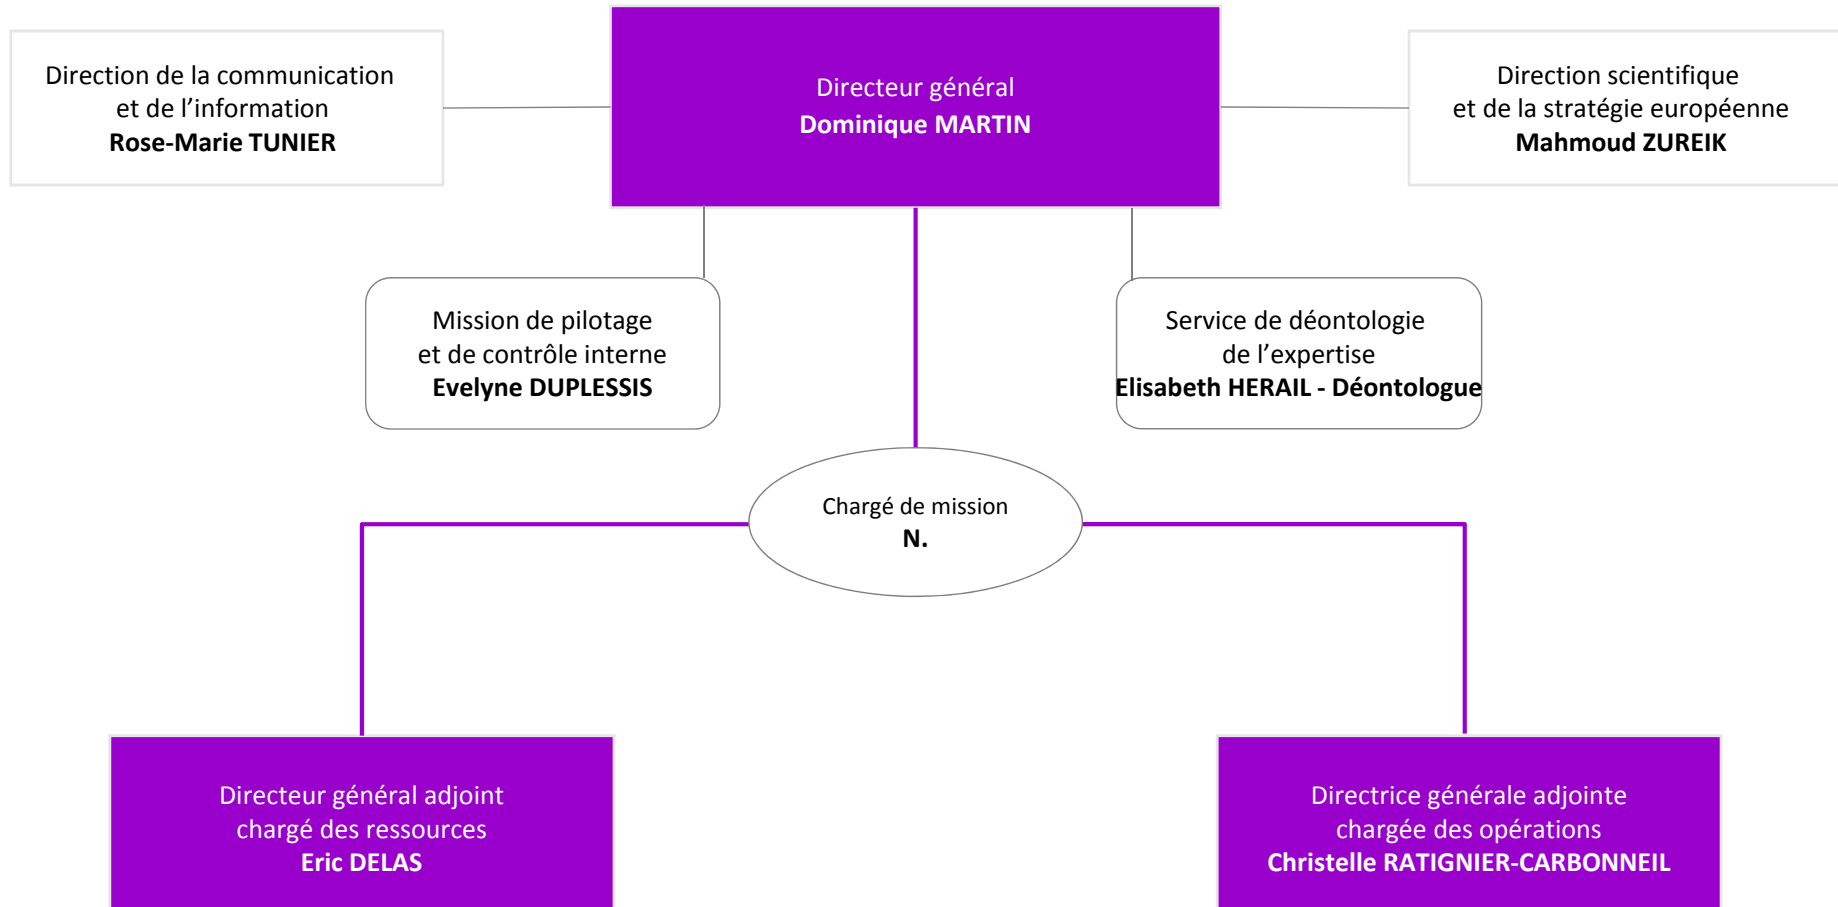 Direction de la communication
et de l’information
Rose-Marie TUNIER
Directeur général
Dominique MARTIN
Direction scientifique
et de la stratégie européenne
Mahmoud ZUREIK
Mission de pilotage
et de contrôle interne
Evelyne DUPLESSIS
Service de déontologie
de l’expertise
Elisabeth HERAIL - Déontologue
Chargé de mission
N.
Directeur général adjoint
chargé des ressources
Eric DELAS
Directrice générale adjointe
chargée des opérations
Christelle RATIGNIER-CARBONNEIL